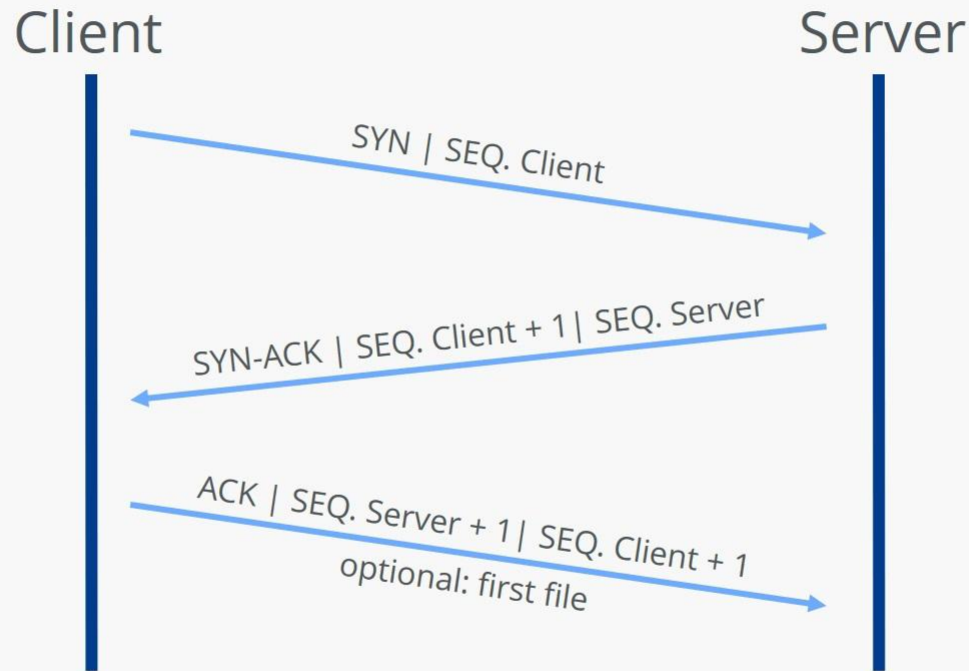 Client
Server
SYN | SEQ. Client
SYN-ACK | SEQ. Client + 1| SEQ. Server
ACK | SEQ. Server + 1| SEQ. Client + 1
optional: first file